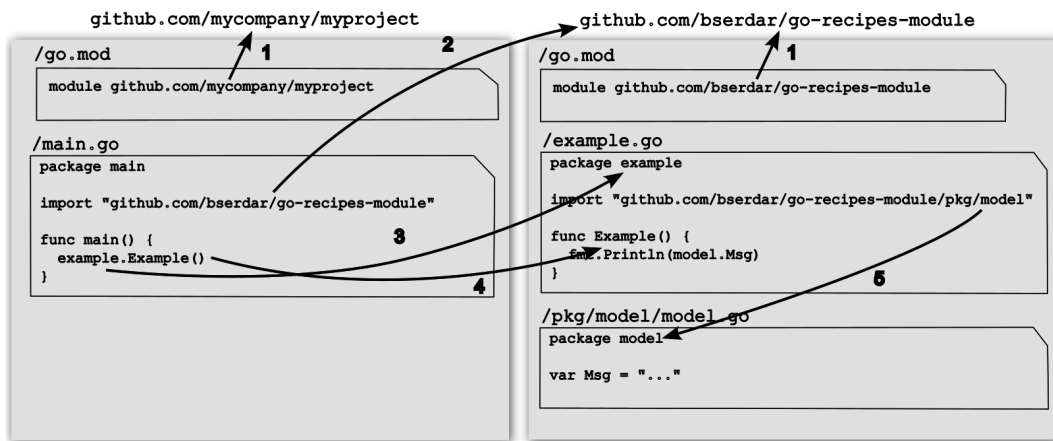 github.com/mycompany/myproject
1
/go.mod
module github.com/mycompany/myproject
/main.go
package main
import "github.com/bserdar/go-recipes-module"
func main() {
example.Example()
}
2
3
4
github.com/bserdar/go-recipes-module
1
/go.mod
module github.com/bserdar/go-recipes-module
/example.go
package example
import "github.com/bserdar/go-recipes-module/pkg/model"
func Example() {
fmt.Println(model.Msg)
}
5
/pkg/model/model.go
package model
var Msg = "..."